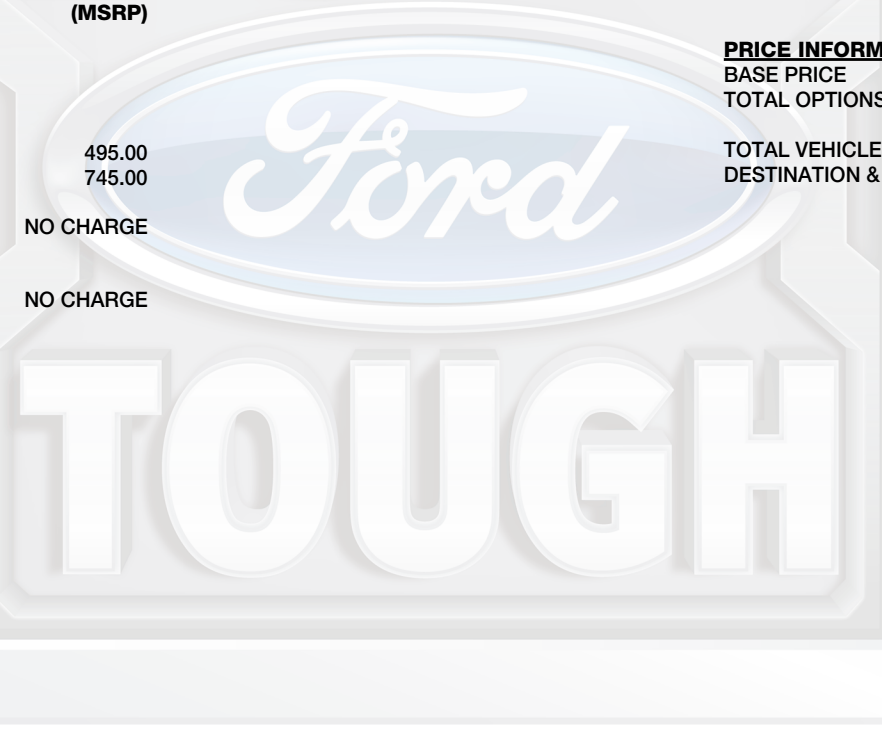 (MSRP)
495.00
745.00
NO CHARGE
NO CHARGE
PRICE INFORM
BASE PRICE
TOTAL OPTIONS
TOTAL VEHICLE
DESTINATION &
Ford
TOUGH